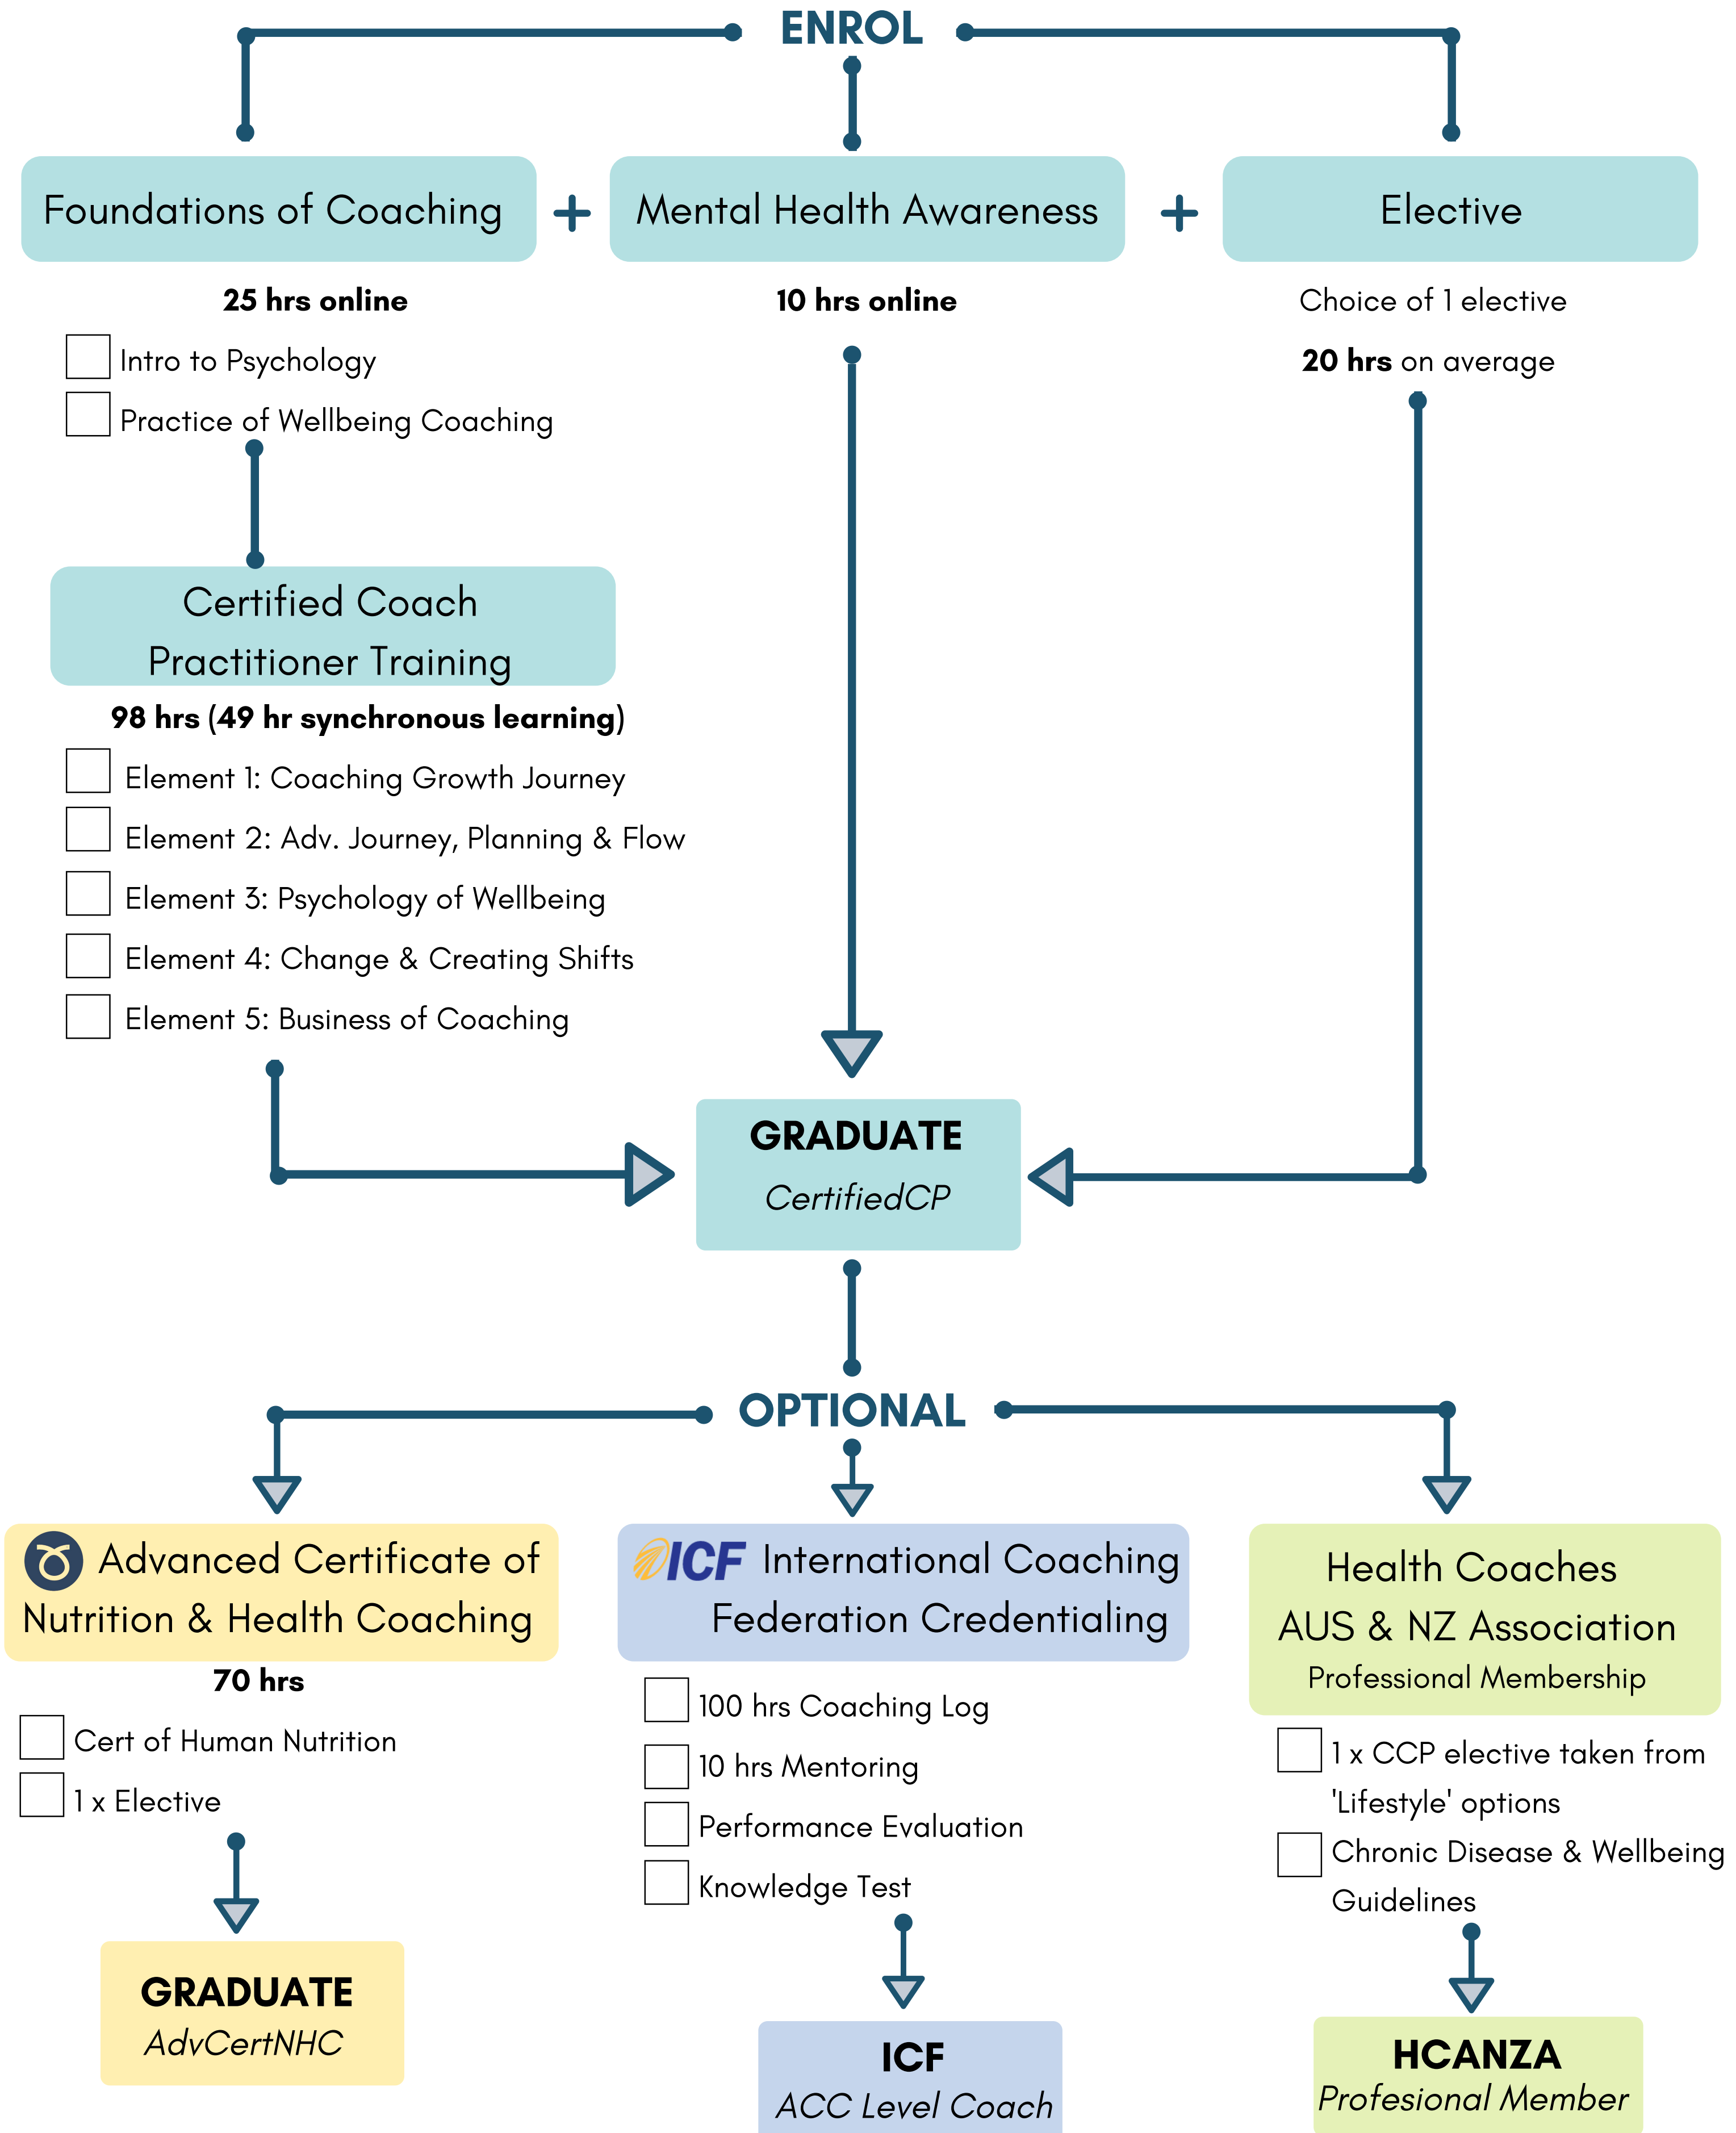 ENROL
Foundations of Coaching
+
Mental Health Awareness
+
Elective
25 hrs online
Intro to Psychology
Practice of Wellbeing Coaching
10 hrs online
Choice of 1 elective
20 hrs on average
Certified Coach
Practitioner Training
98 hrs (49 hr synchronous learning)
Element 1: Coaching Growth Journey
Element 2: Adv. Journey, Planning & Flow
Element 3: Psychology of Wellbeing
Element 4: Change & Creating Shifts
Element 5: Business of Coaching
GRADUATE
CertifiedCP
OPTIONAL
Advanced Certificate of
Nutrition & Health Coaching
70 hrs
Cert of Human Nutrition
1 x Elective
GRADUATE
AdvCertNHC
ICF International Coaching
Federation Credentialing
100 hrs Coaching Log
10 hrs Mentoring
Performance Evaluation
Knowledge Test
ICF
ACC Level Coach
Health Coaches
AUS & NZ Association
Professional Membership
1 x CCP elective taken from
'Lifestyle' options
Chronic Disease & Wellbeing
Guidelines
HCANZA
Profesional Member